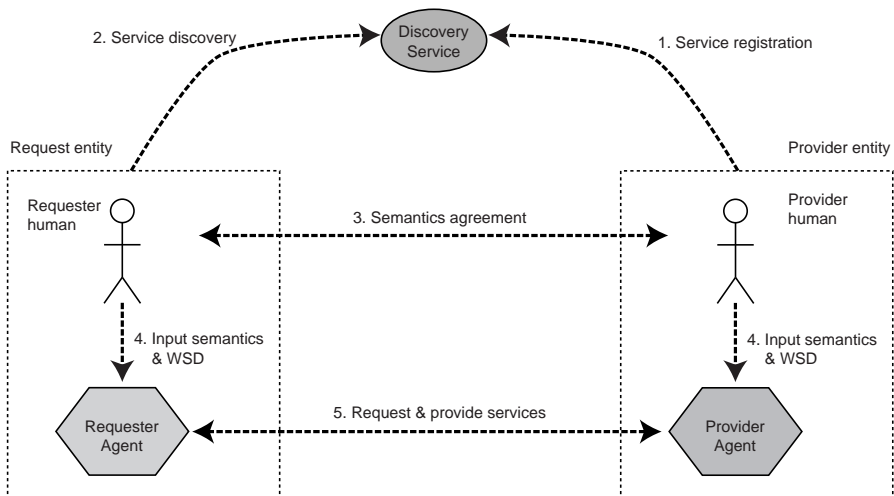 2. Service discovery
Discovery
Service
1. Service registration
Request entity
Provider entity
Requester
human
3. Semantics agreement
Provider
human
4. Input semantics
& WSD
4. Input semantics
& WSD
Requester
Agent
5. Request & provide services
Provider
Agent